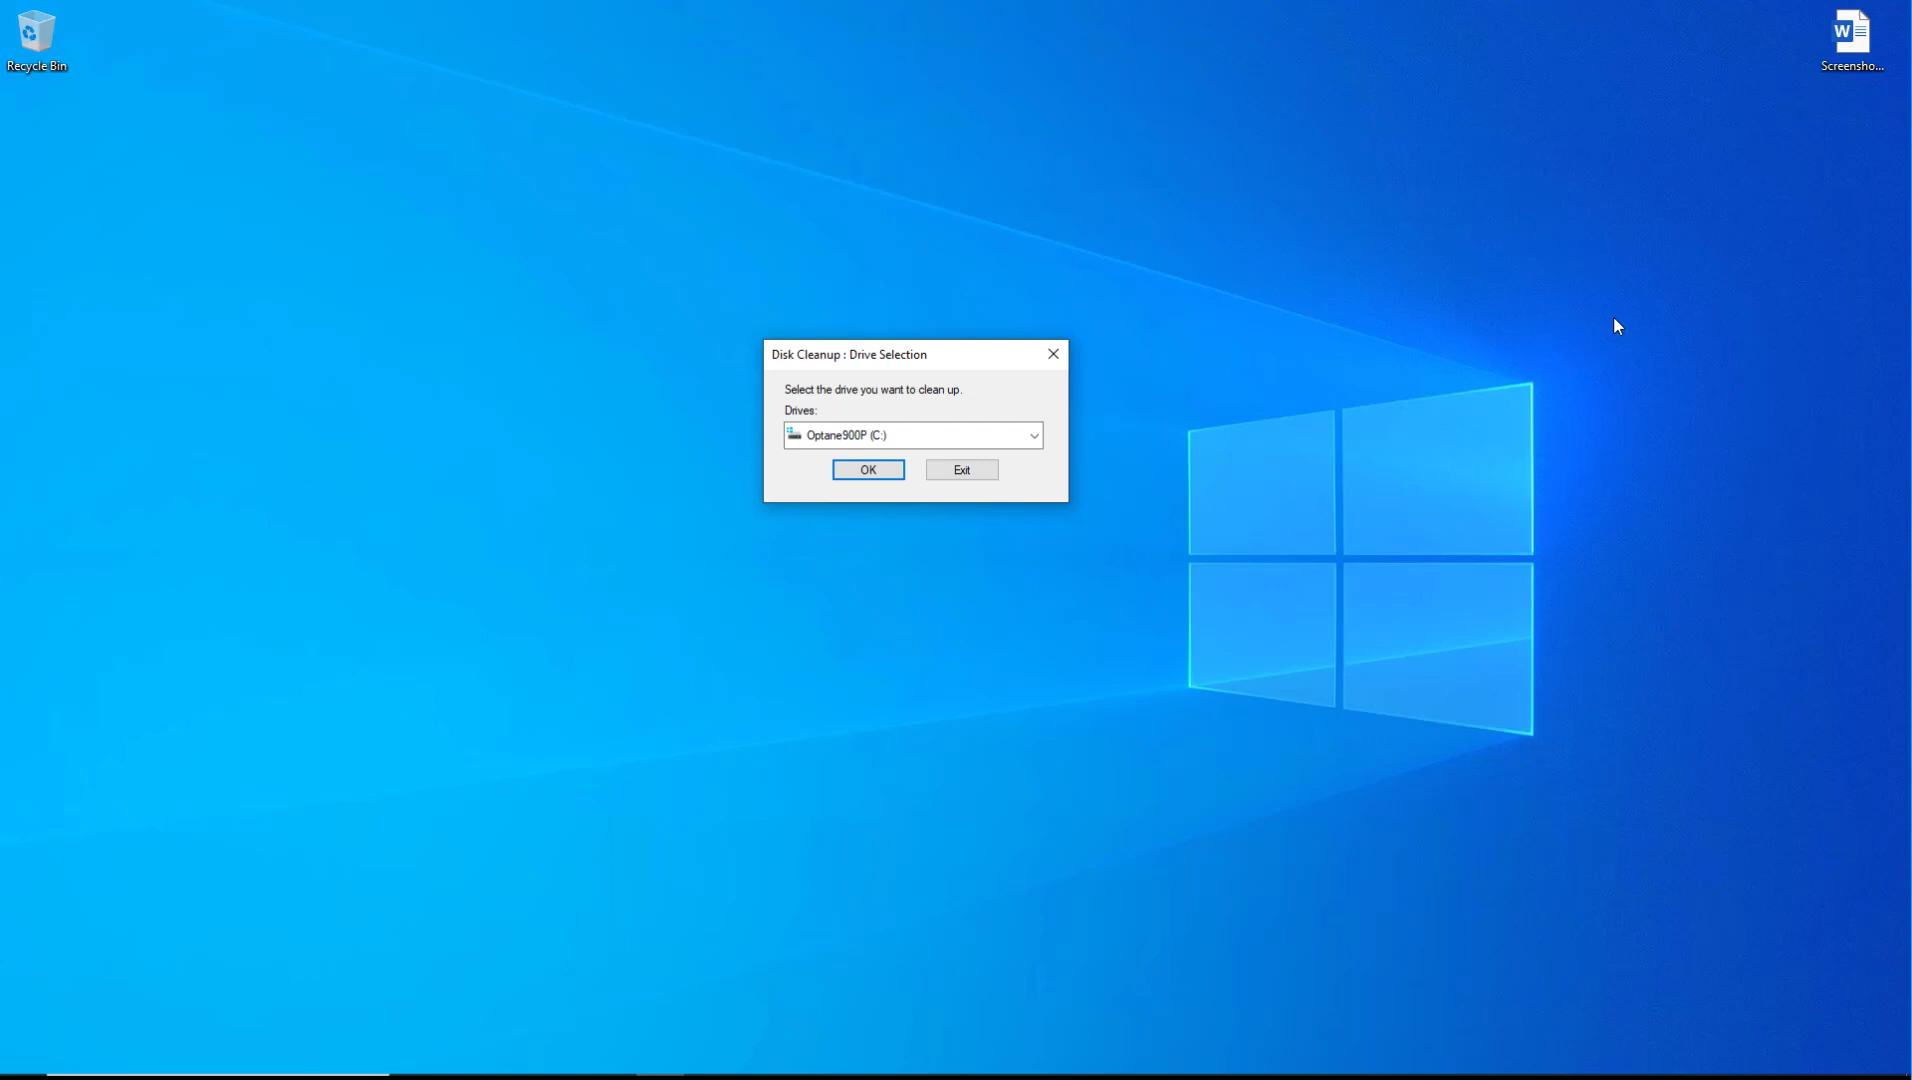 Recycle Bin
W
Screensho...
Disk Cleanup : Drive Selection
Select the drive you want to clean up.
Drives:
Optane900P (C:)
OK
Exit